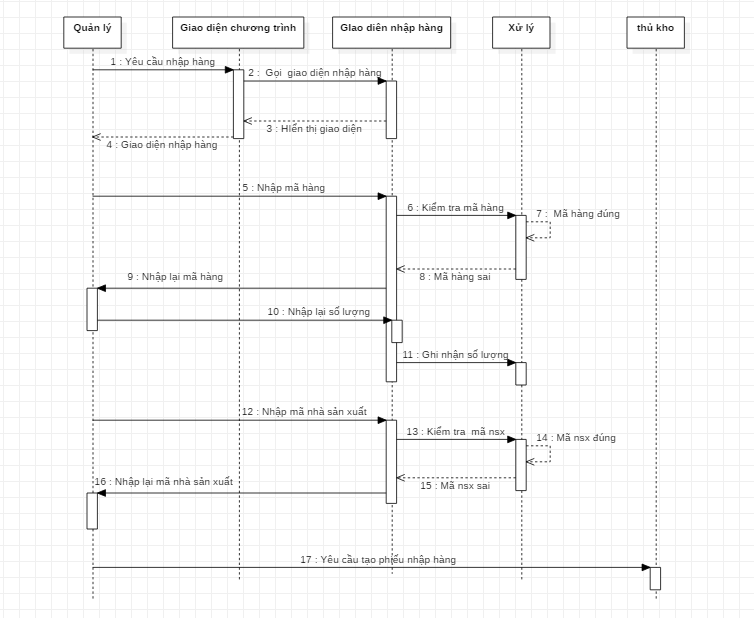 Quản lý
GIao diện chương trình
GIao diên nhập hàng
Xử lý
thủ kho
1 : Yêu cầu nhập hàng
2 : Gọi giao diện nhập hàng
3 : HIển thị giao diện
4 : Giao diện nhập hàng
5 : Nhập mã hàng
6 : Kiểm tra mã hàng
7 : Mã hàng đúng
8 : Mã hàng sai
9 : Nhập lại mã hàng
10 : Nhập lại số lượng
11 : Ghi nhận số lượng
12 : Nhập mã nhà sản xuất
13 : Kiểm tra mã nsx
14 : Mã nsx đúng
15 : Mã nsx sai
16 : Nhập lại mã nhà sản xuất
17 : Yêu cầu tạo phiếu nhập hàng